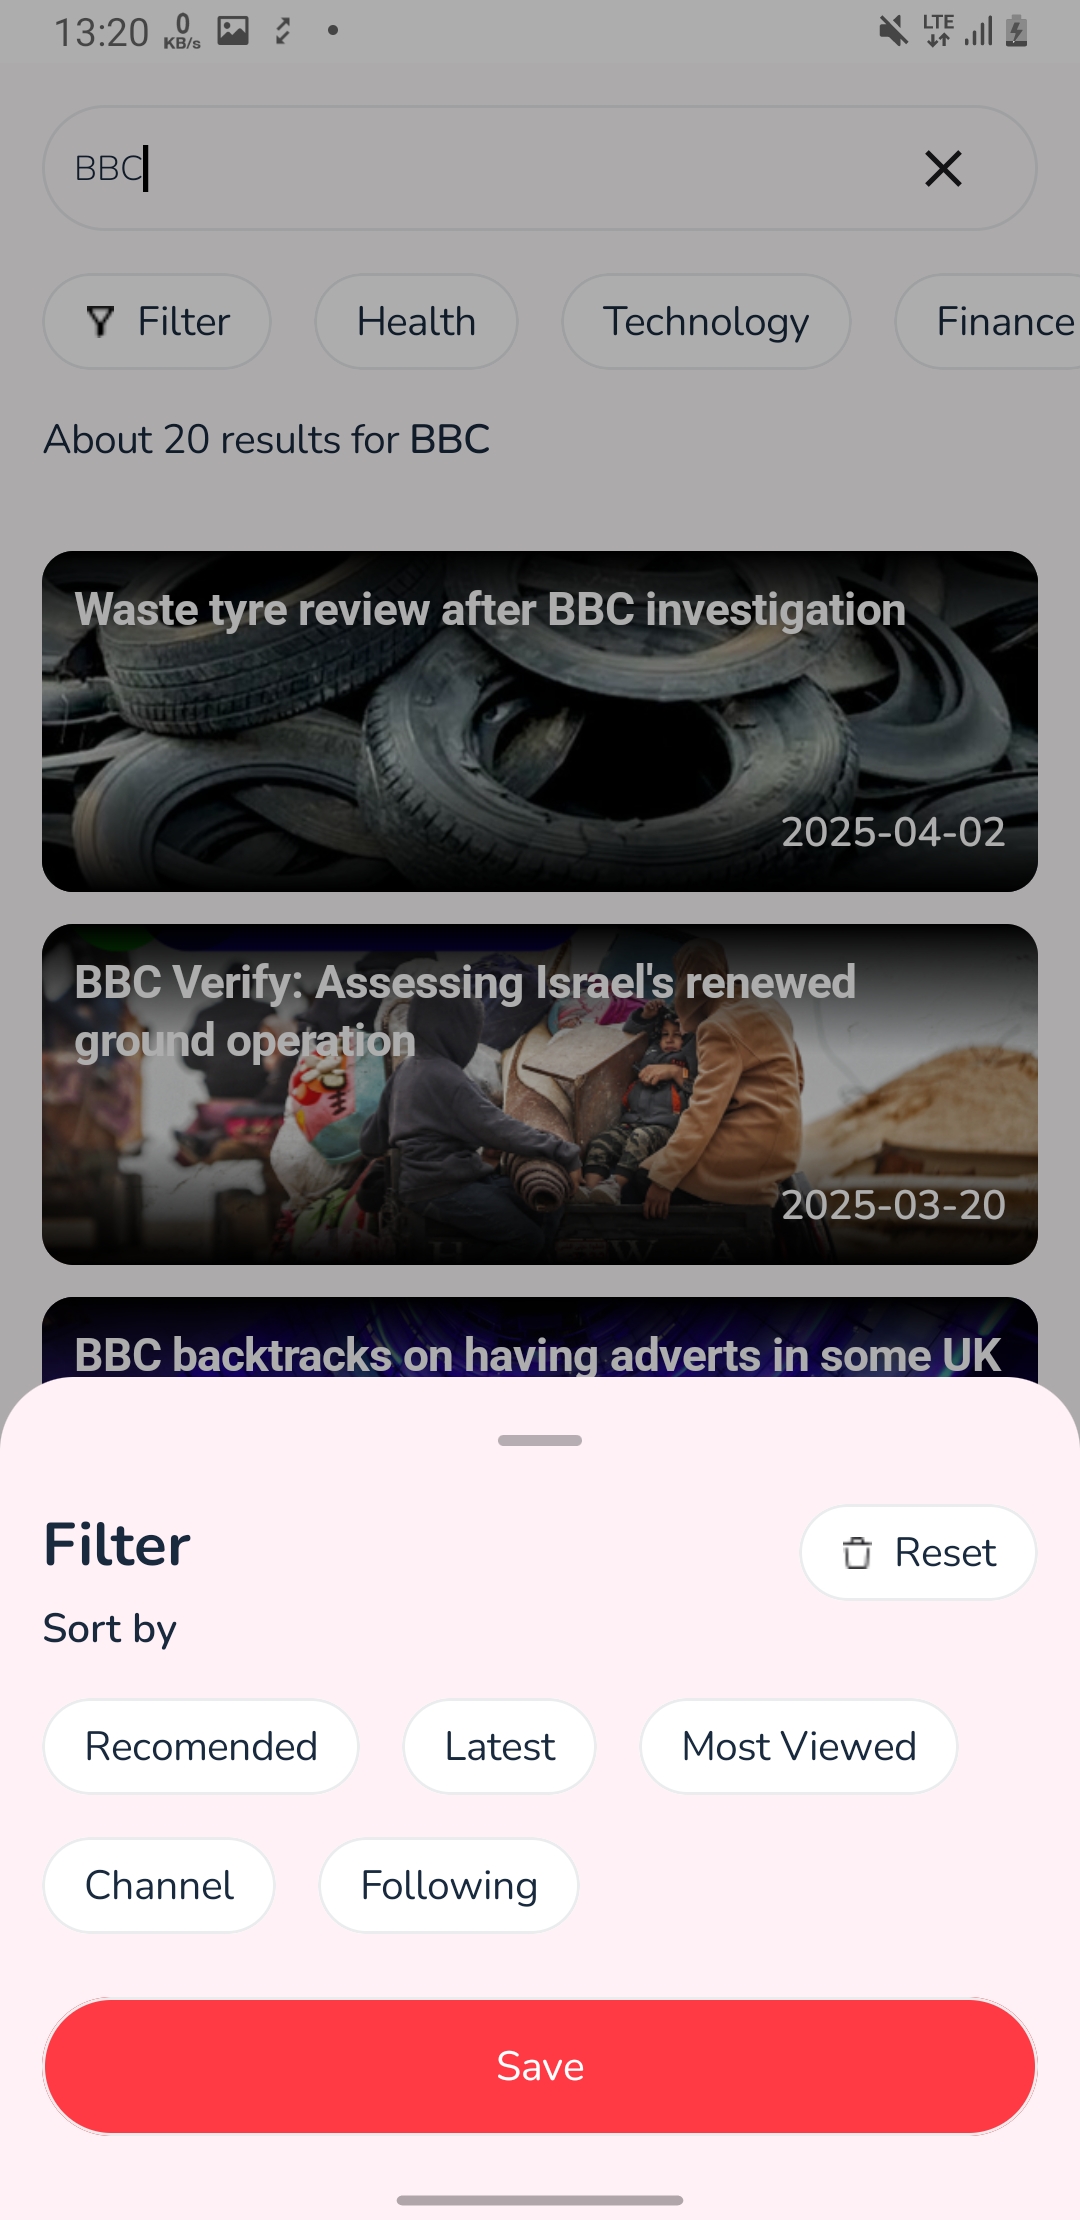 13:20 0 KB/s LTE
BBC
Filter Health Technology Finance
About 20 results for BBC
Waste tyre review after BBC investigation
2025-04-02
BBC Verify: Assessing Israel's renewed
ground operation
2025-03-20
BBC backtracks on having adverts in some UK
Filter
Reset
Sort by
Recomended Latest Most Viewed
Channel Following
Save